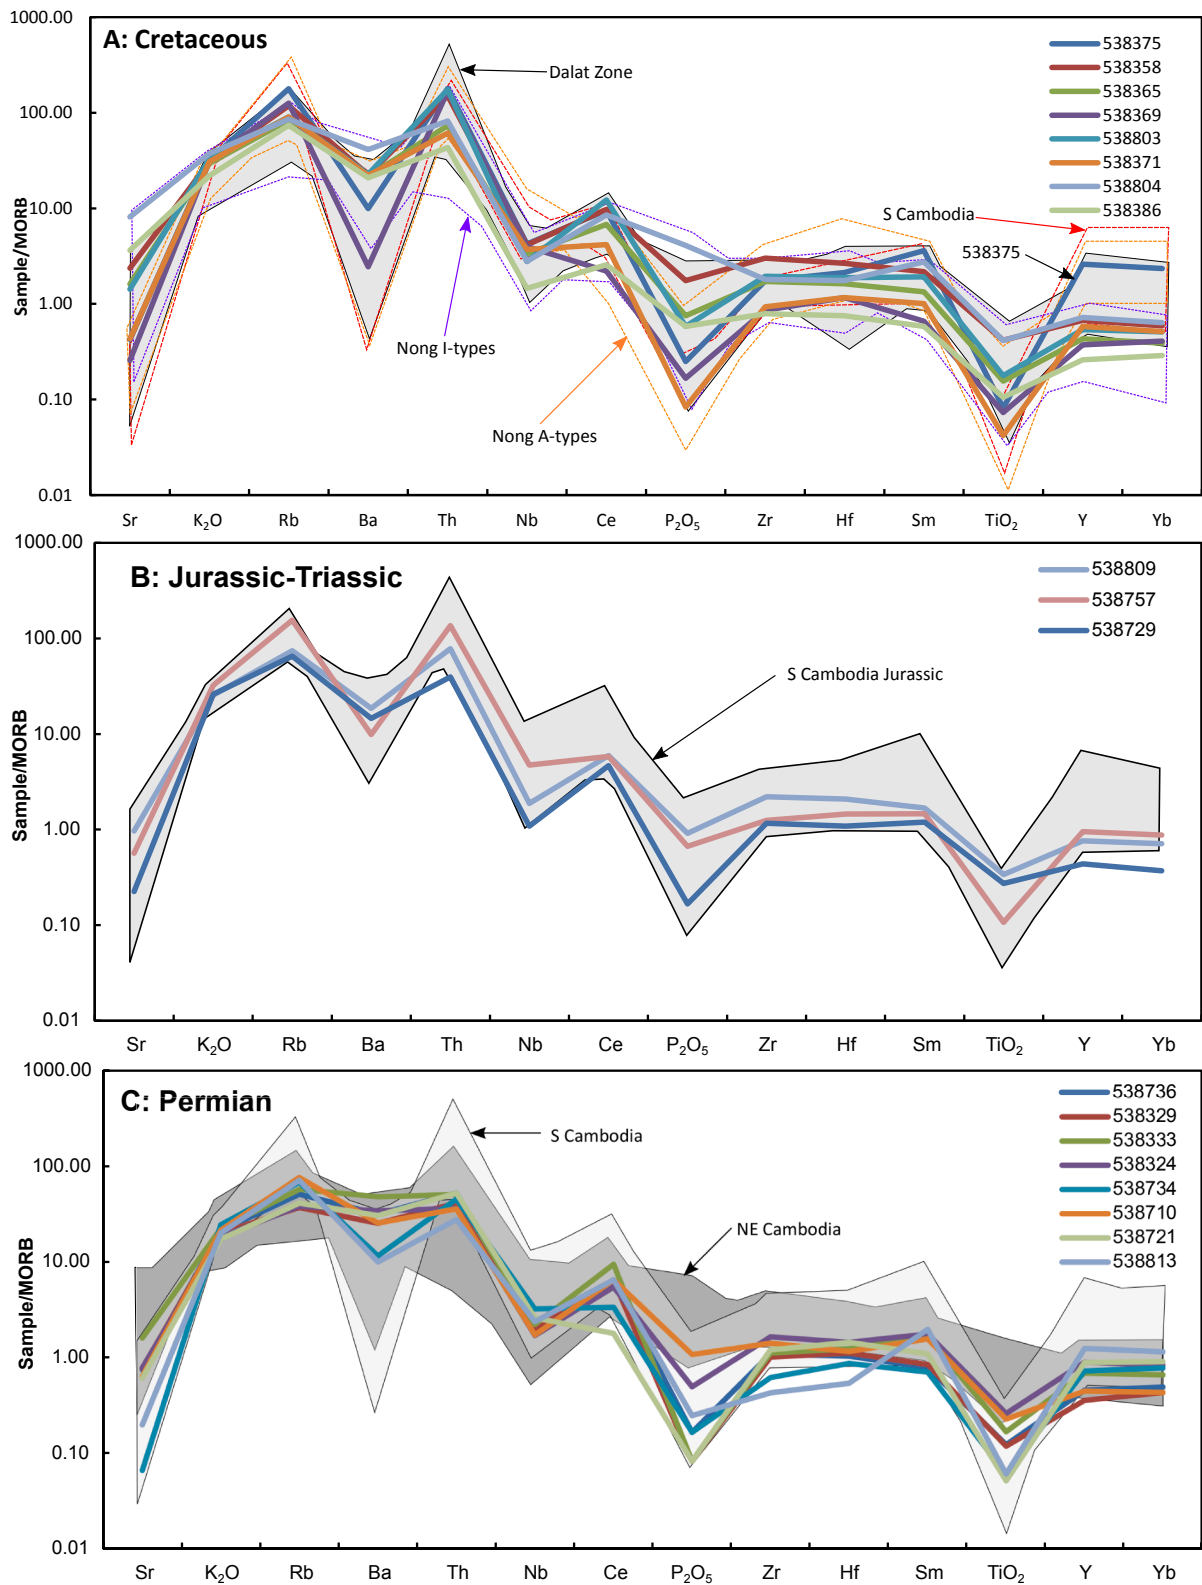 1000.00
A: Cretaceous
538375
538358
538365
538369
538803
538371
538804
538386
Dalat Zone
100.00
10.00
S Cambodia
538375
Sample/MORB
1.00
Nong I-types
0.10
Nong A-types
0.01
Sr K₂O Rb Ba Th Nb Ce P₂O₅ Zr Hf Sm TiO₂ Y Yb
1000.00
B: Jurassic-Triassic
538809
538757
538729
100.00
S Cambodia Jurassic
10.00
Sample/MORB
1.00
0.10
0.01
Sr K₂O Rb Ba Th Nb Ce P₂O₅ Zr Hf Sm TiO₂ Y Yb
1000.00
C: Permian
538736
538329
538333
538324
538734
538710
538721
538813
S Cambodia
100.00
NE Cambodia
10.00
Sample/MORB
1.00
0.10
0.01
Sr K₂O Rb Ba Th Nb Ce P₂O₅ Zr Hf Sm TiO₂ Y Yb